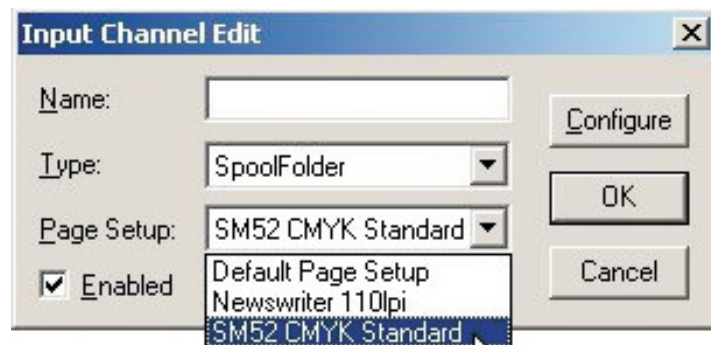 Input Channel Edit
Name:
Configure
Type: SpoolFolder
OK
Page Setup: SM52 CMYK Standard
Enabled
Default Page Setup
Cancel
Newswriter 110lpi
SM52 CMYK Standard